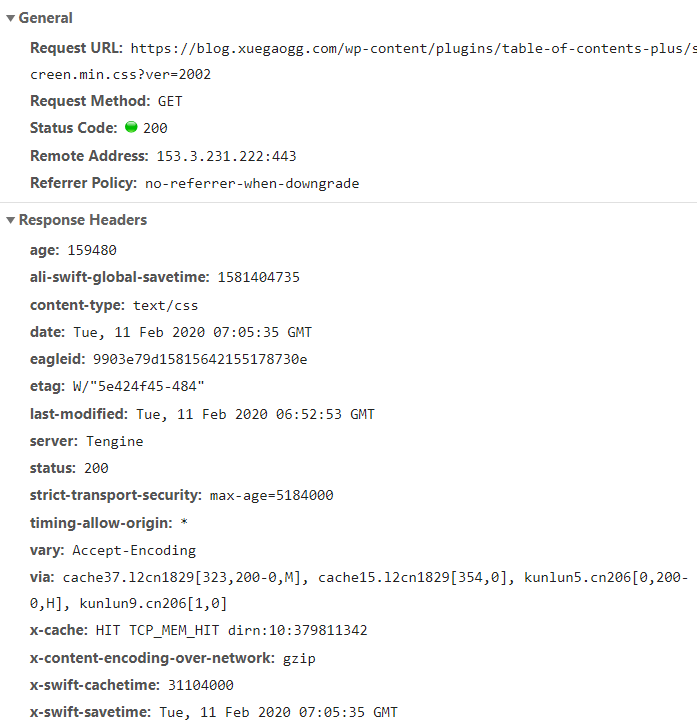 General
Request URL: https://blog.xuegaogg.com/wp-content/plugins/table-of-contents-plus/s
creen.min.css?ver=2002
Request Method: GET
Status Code: 200
Remote Address: 153.3.231.222:443
Referrer Policy: no-referrer-when-downgrade
Response Headers
age: 159480
ali-swift-global-savetime: 1581404735
content-type: text/css
date: Tue, 11 Feb 2020 07:05:35 GMT
eagleid: 9903e79d15815642155178730e
etag: W/"5e424f45-484"
last-modified: Tue, 11 Feb 2020 06:52:53 GMT
server: Tengine
status: 200
strict-transport-security: max-age=5184000
timing-allow-origin: *
vary: Accept-Encoding
via: cache37.l2cn1829[323,200-0,M], cache15.l2cn1829[354,0], kunlun5.cn206[0,200-
0,H], kunlun9.cn206[1,0]
x-cache: HIT TCP_MEM_HIT dirn:10:379811342
x-content-encoding-over-network: gzip
x-swift-cachetime: 31104000
x-swift-savetime: Tue, 11 Feb 2020 07:05:35 GMT